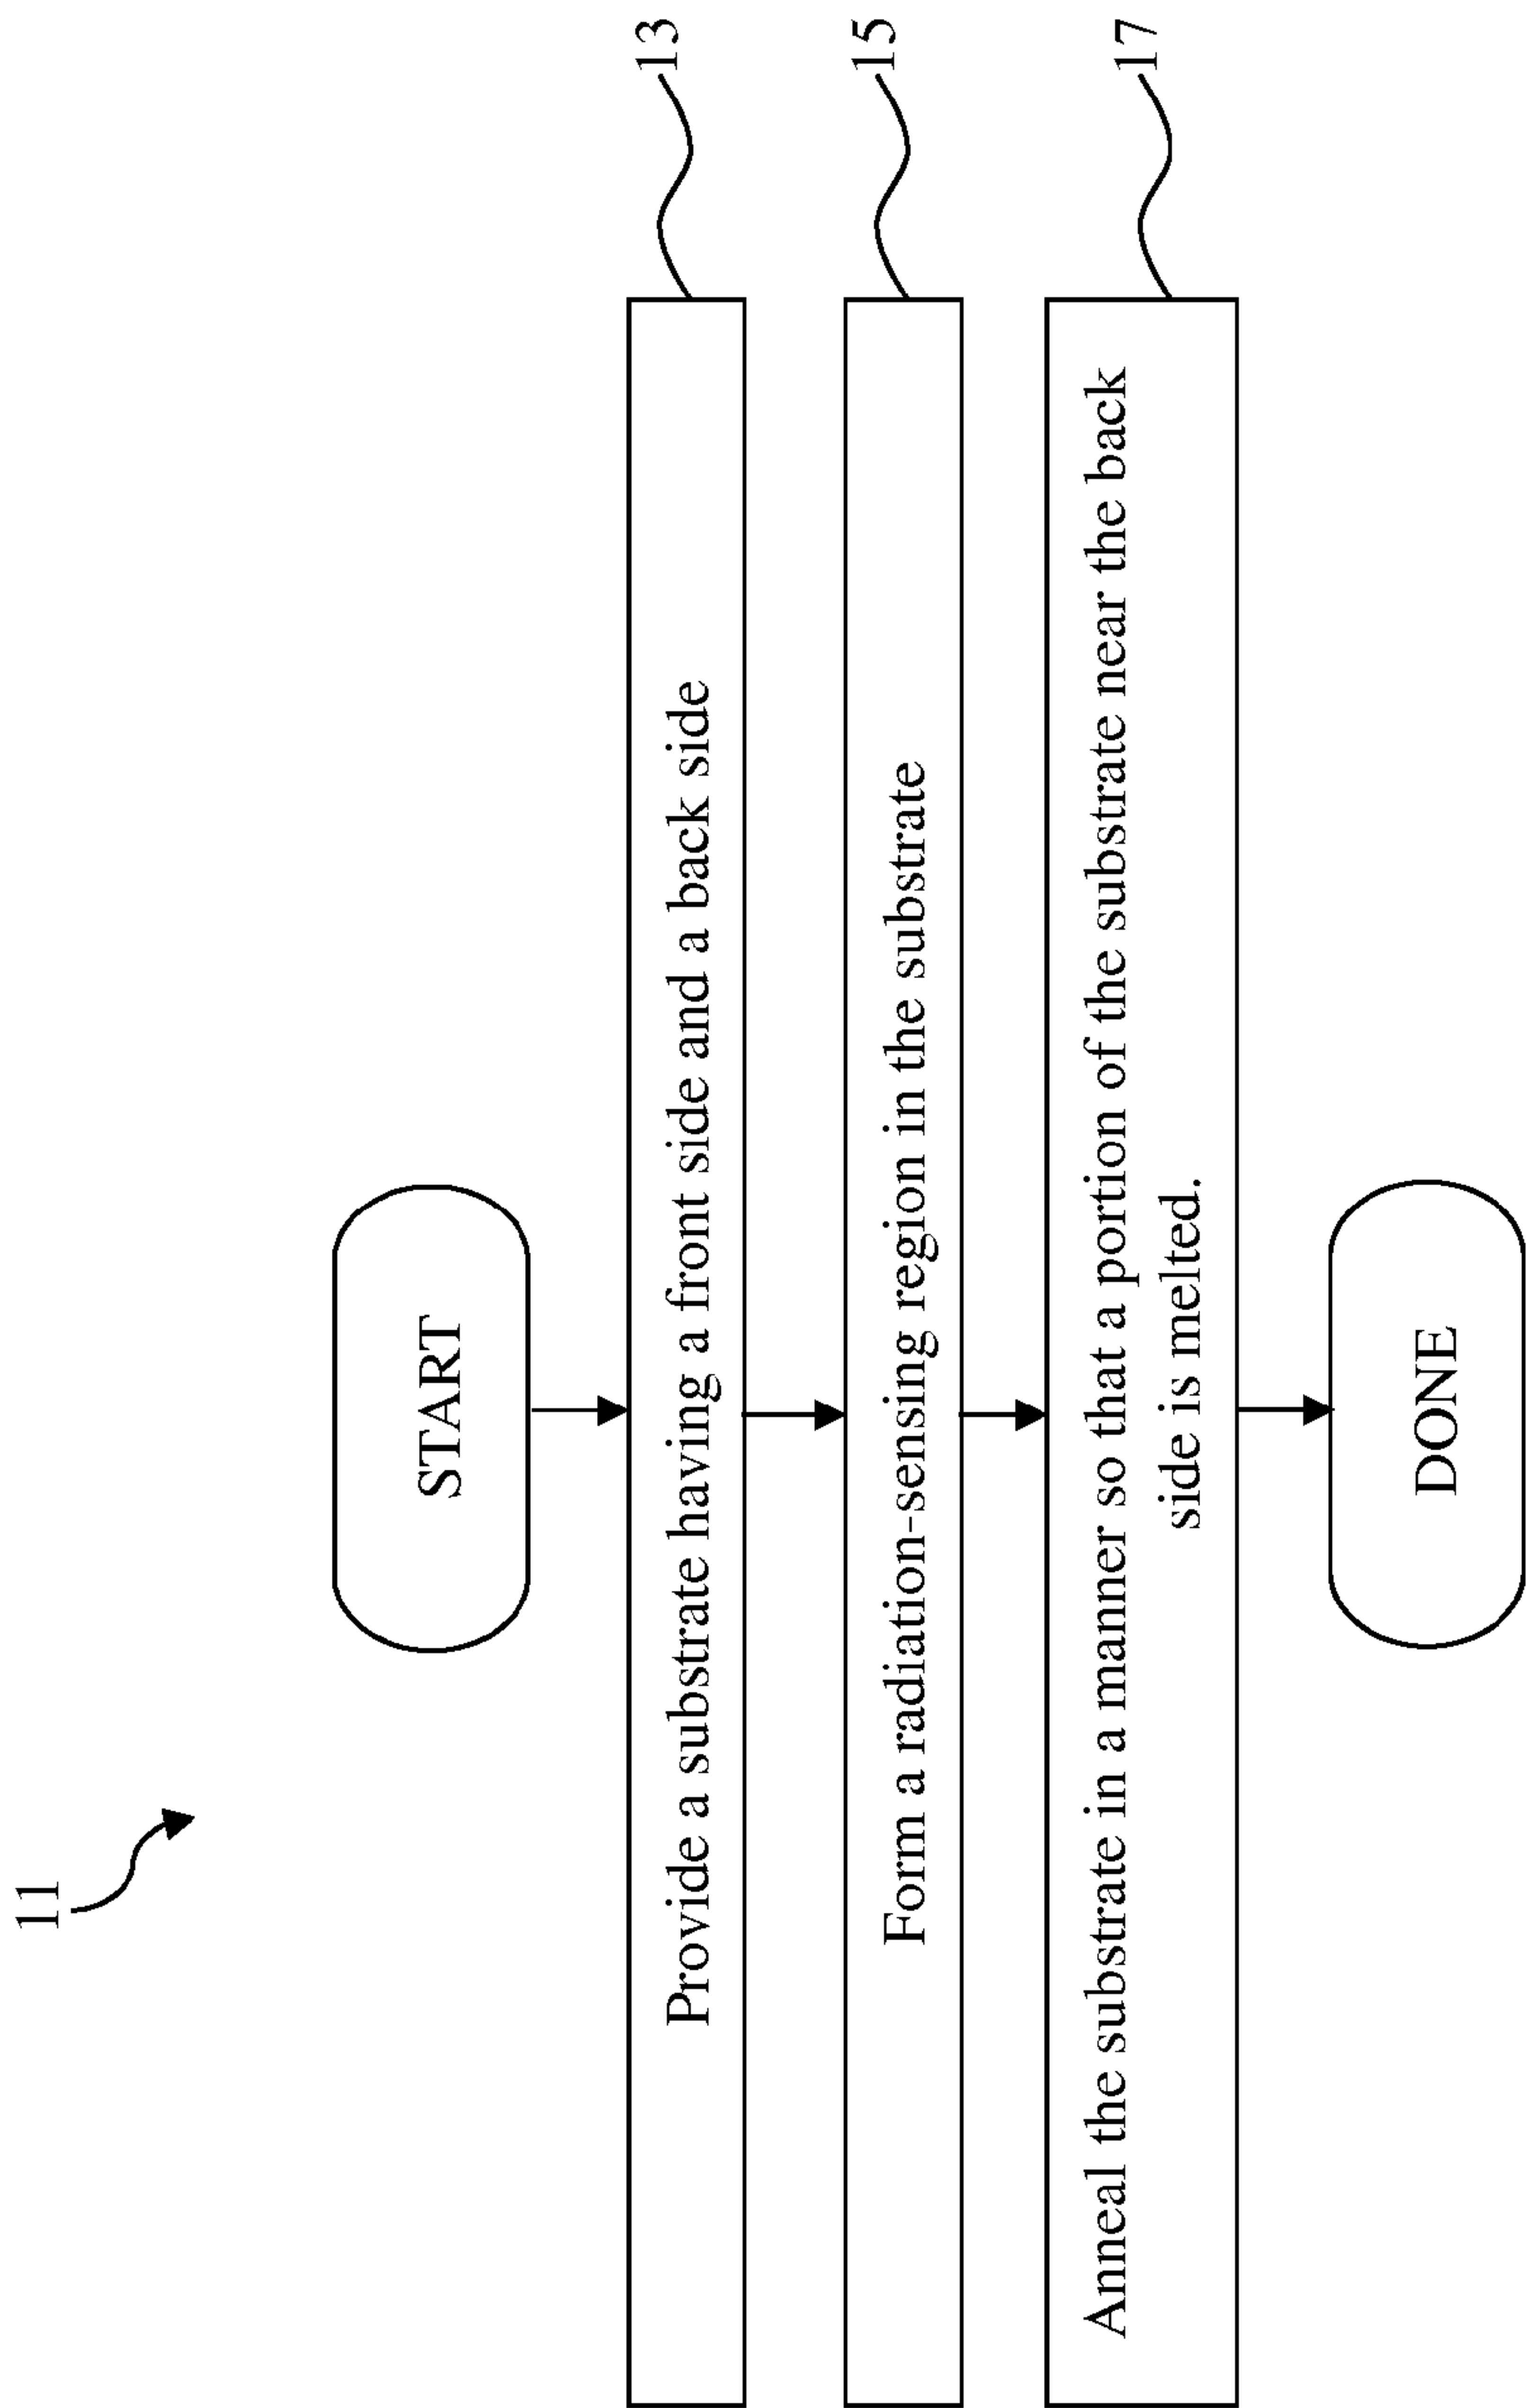 11
START
Provide a substrate having a front side and a back side
13
Form a radiation-sensing region in the substrate
15
Anneal the substrate in a manner so that a portion of the substrate near the back
side is melted.
17
DONE